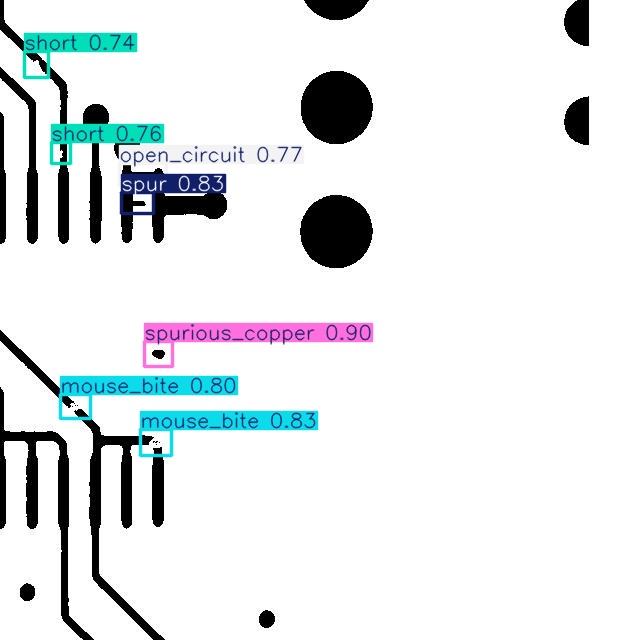 short 0.74
short 0.76
open_circuit 0.77
spur 0.83
spurious_copper 0.90
mouse_bite 0.80
mouse_bite 0.83